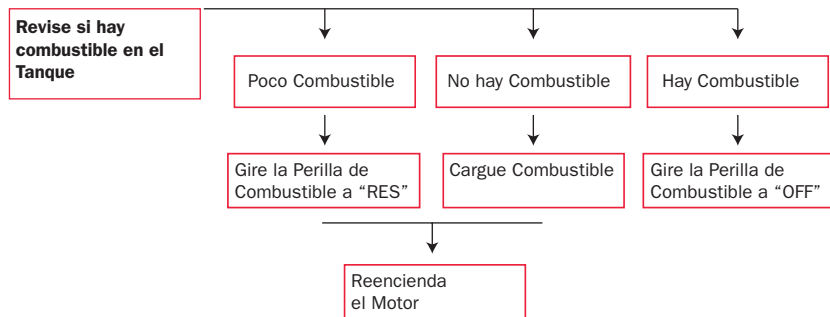 Revise si hay
combustible en el
Tanque
Poco Combustible
No hay Combustible
Hay Combustible
Gire la Perilla de
Combustible a “RES”
Cargue Combustible
Gire la Perilla de
Combustible a “OFF”
Reencienda
el Motor